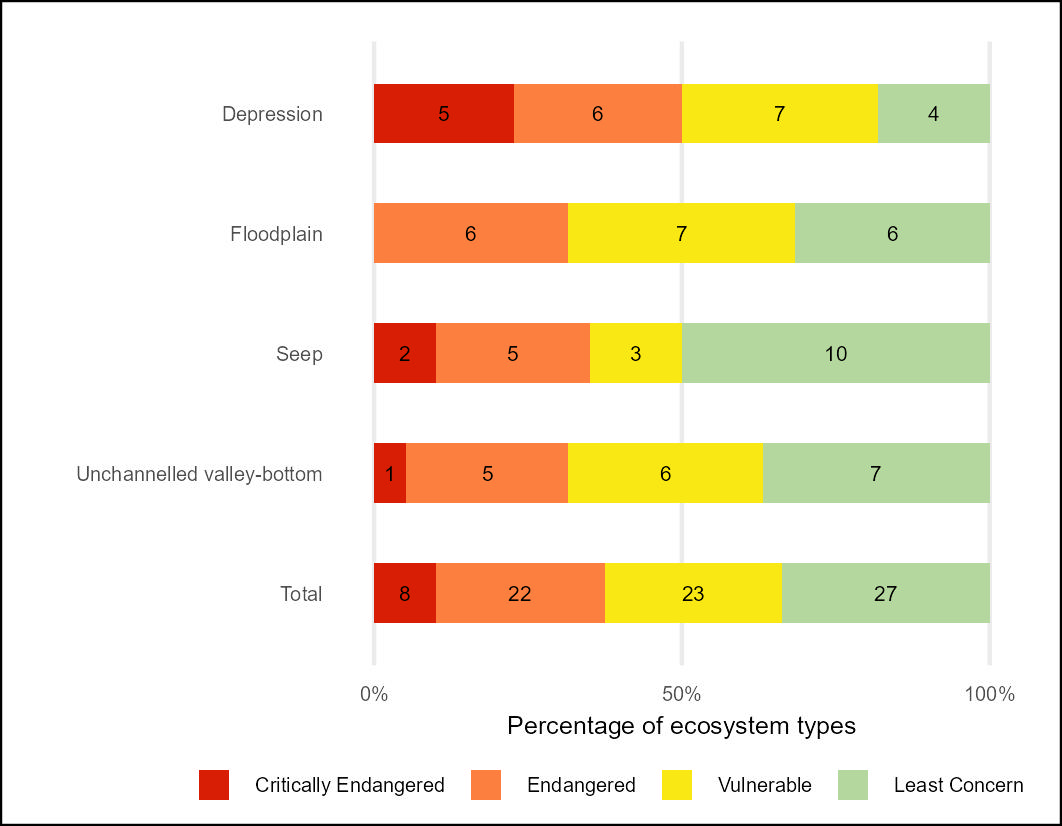 Depression 5 6 7 4
Floodplain 6 7 6
Seep 2 5 3 10
Unchannelled valley-bottom 1 5 6 7
Total 8 22 23 27
0% 50% 100%
Percentage of ecosystem types
Critically Endangered Endangered Vulnerable Least Concern